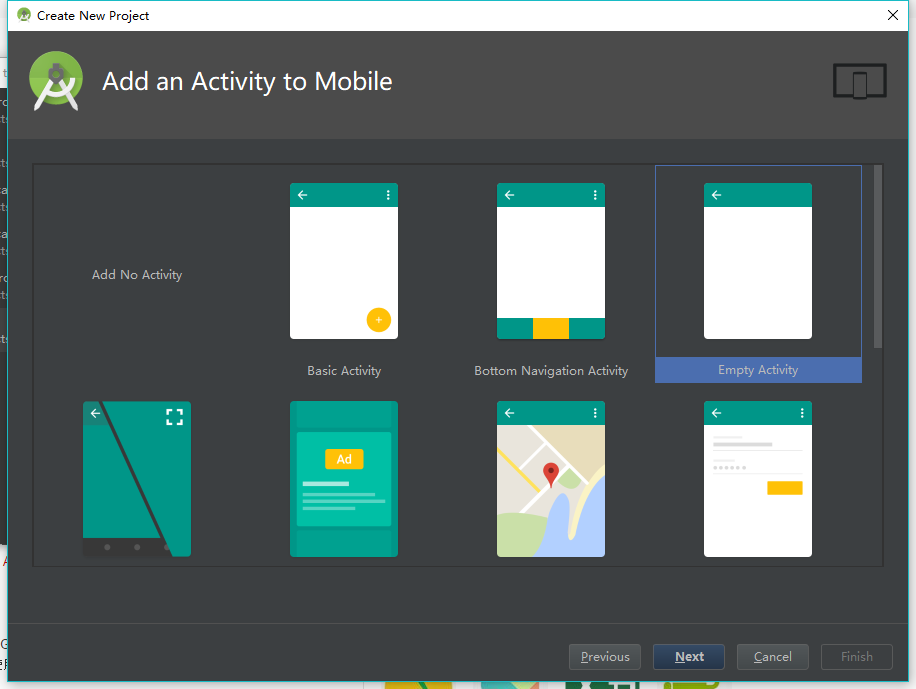 Create New Project
Add an Activity to Mobile
Add No Activity
Basic Activity
Bottom Navigation Activity
Empty Activity
Ad
Previous
Next
Cancel
Finish